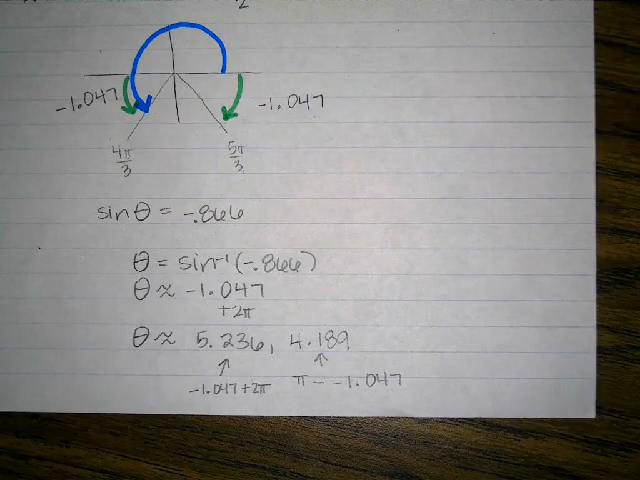 2
-1.047 -1.047
4π/3 5π/3
sin θ = -.866
θ = sin⁻¹(-.866)
θ ≈ -1.047
+2π
θ ≈ 5.236, 4.189
↑ ↑
-1.047+2π π - -1.047